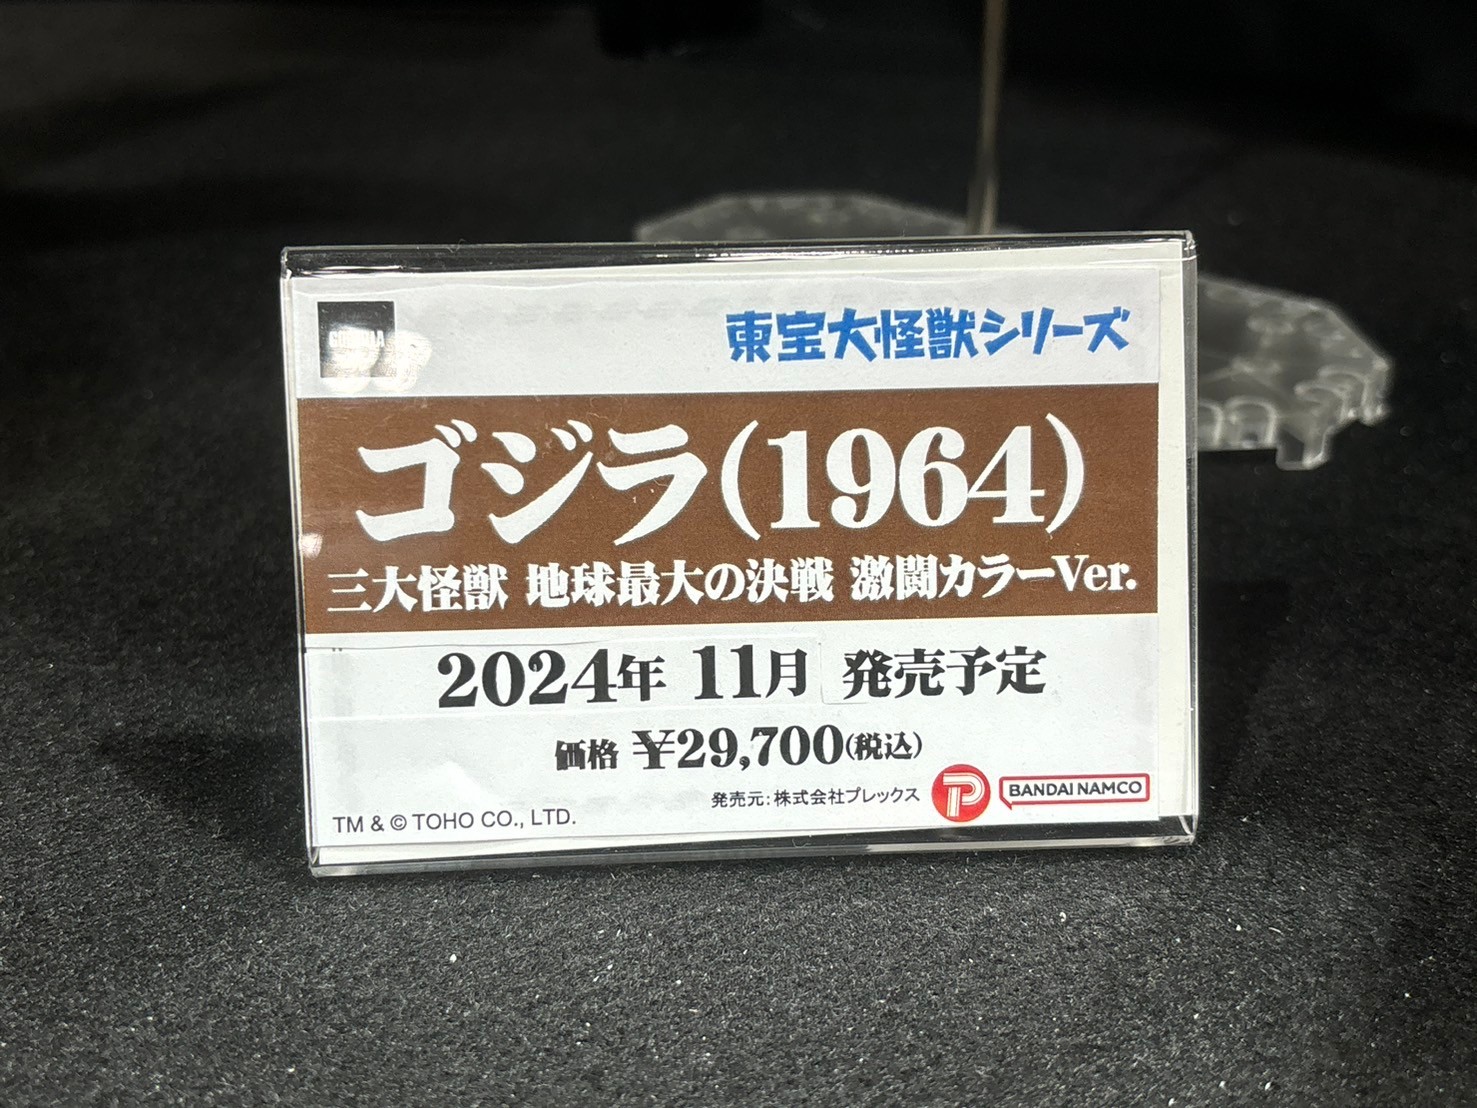 GODZILLA
東宝大怪獣シリーズ
ゴジラ(1964)
三大怪獣 地球最大の決戦 激闘カラーVer.
2024年 11月 発売予定
価格 ¥29,700(税込)
発売元:株式会社プレックス
BANDAI NAMCO
TM & © TOHO CO., LTD.